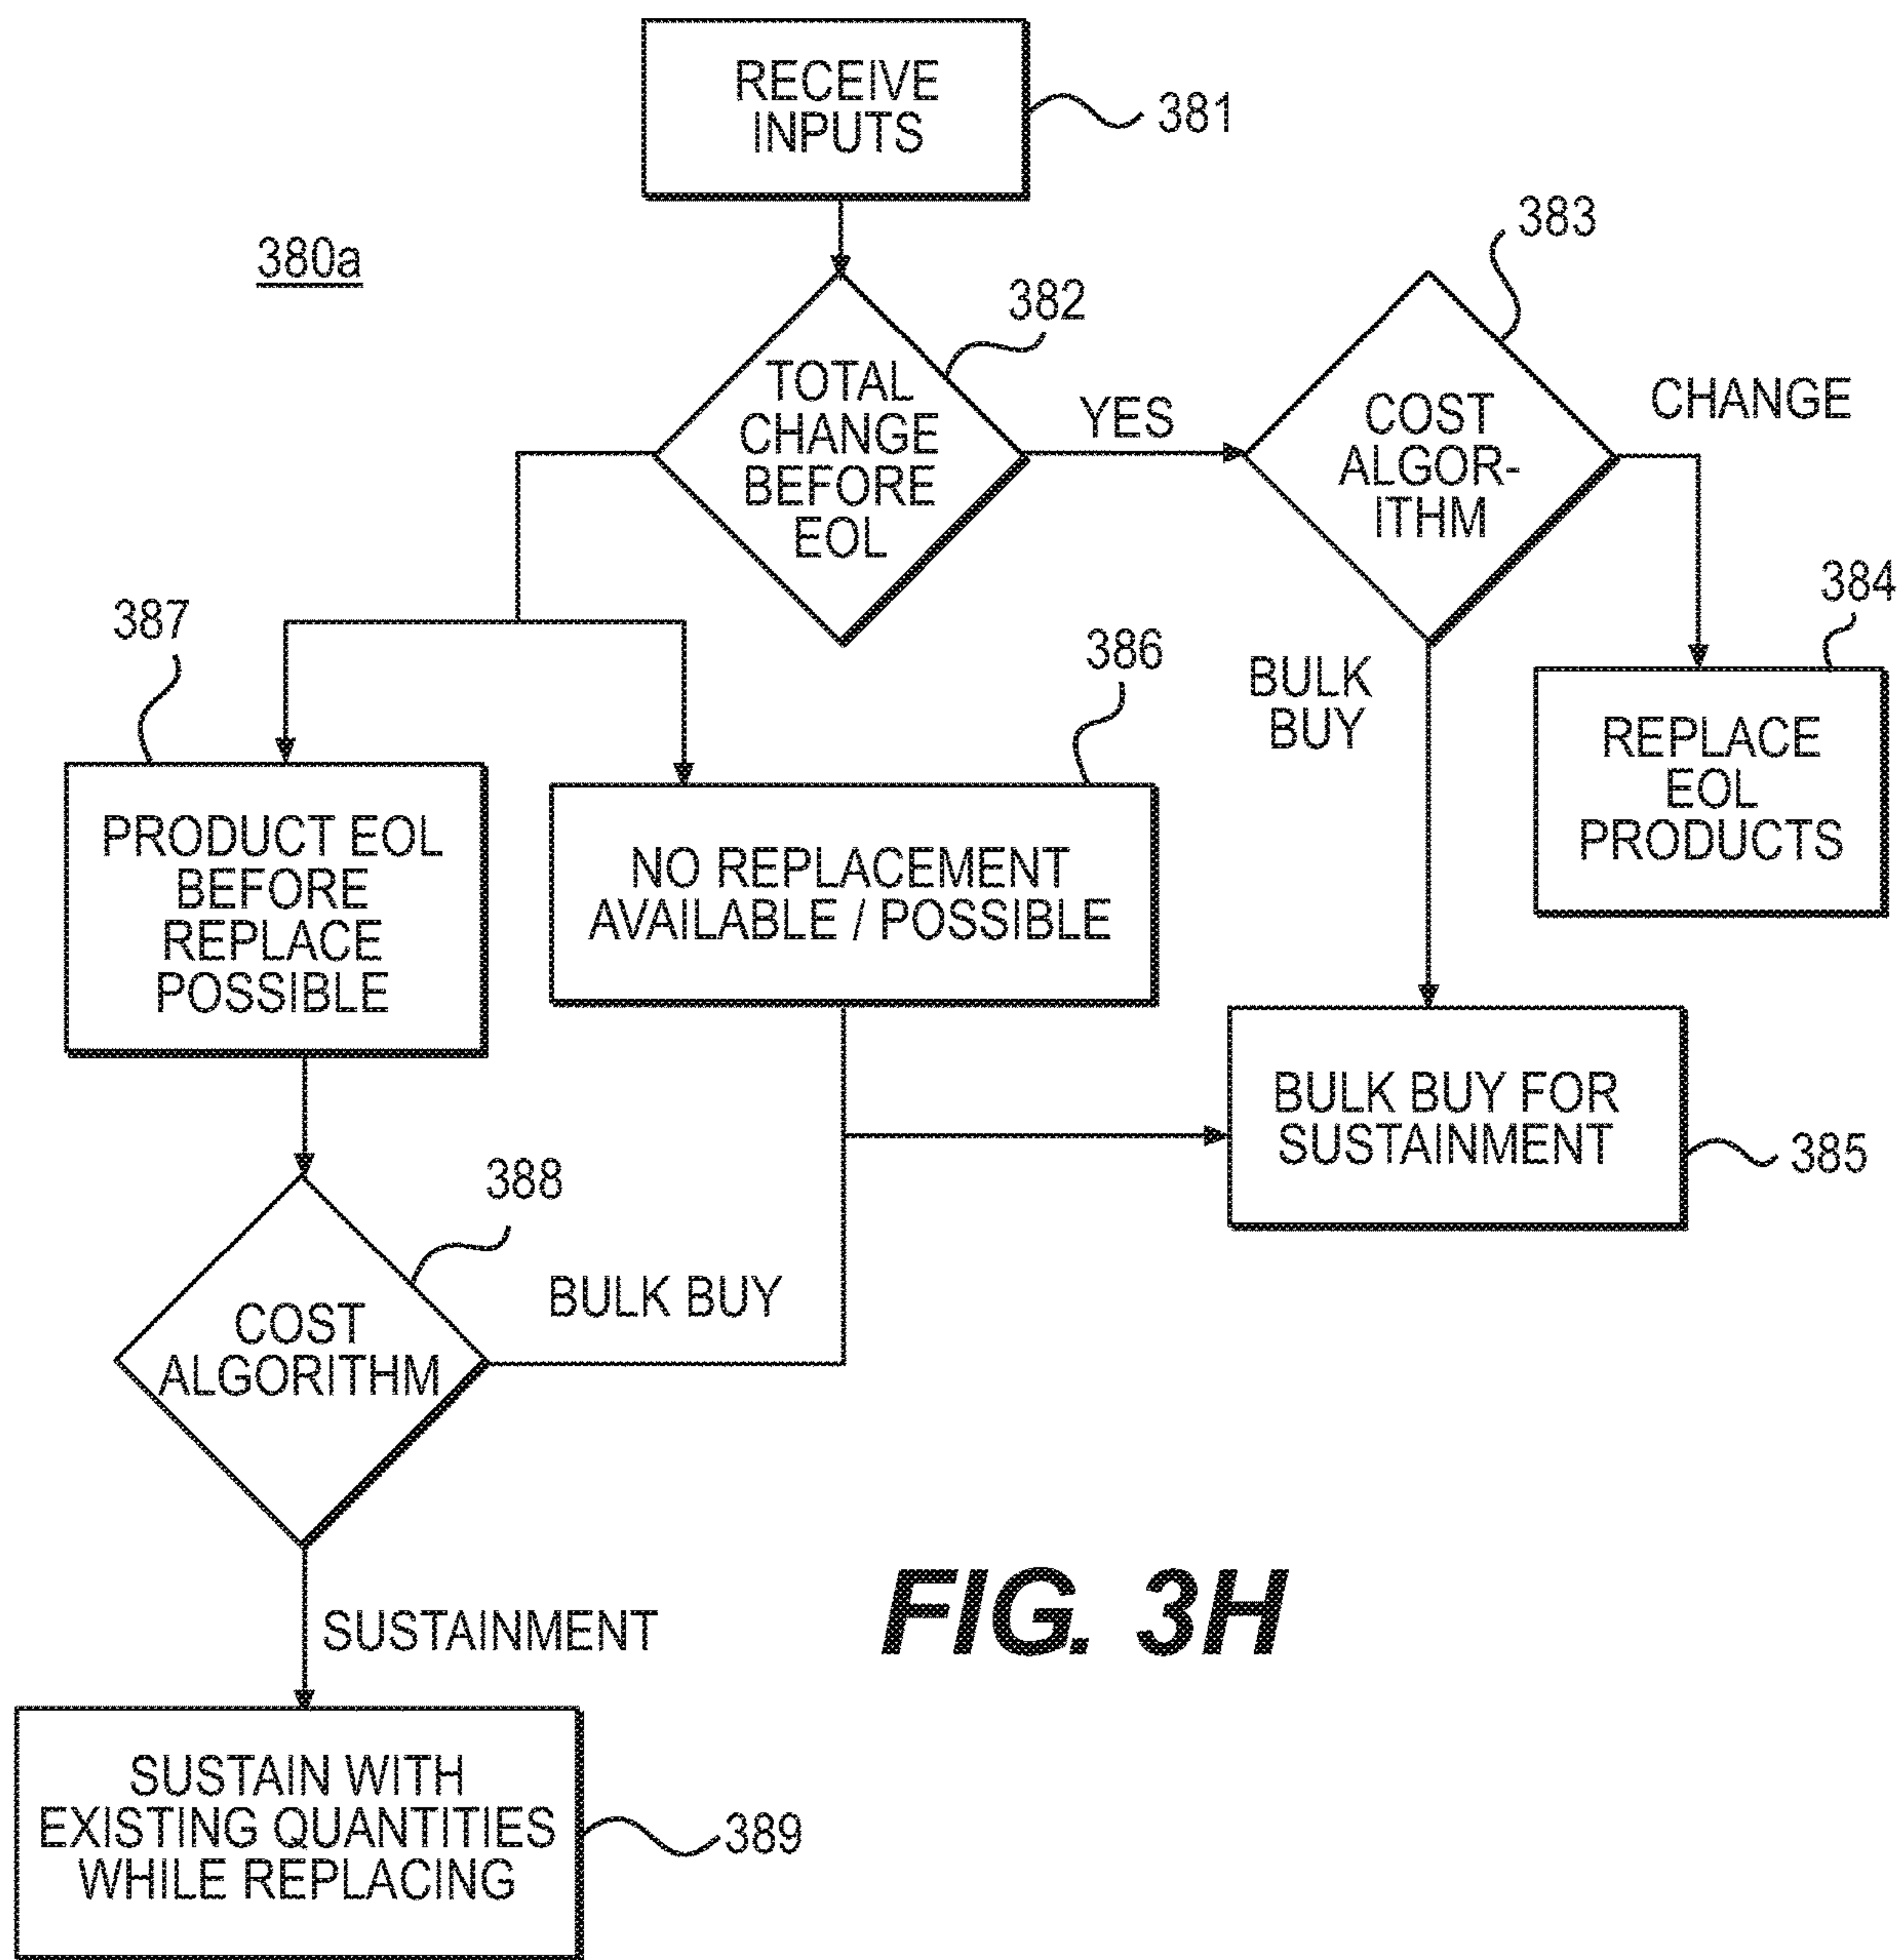 RECEIVE
INPUTS
381
380a
382
383
TOTAL
CHANGE
BEFORE
EOL
YES
COST
ALGOR-
ITHM
CHANGE
384
387
386
BULK
BUY
REPLACE
EOL
PRODUCTS
PRODUCT EOL
BEFORE
REPLACE
POSSIBLE
NO REPLACEMENT
AVAILABLE / POSSIBLE
BULK BUY FOR
SUSTAINMENT
385
388
COST
ALGORITHM
BULK BUY
SUSTAINMENT
FIG. 3H
SUSTAIN WITH
EXISTING QUANTITIES
WHILE REPLACING
389